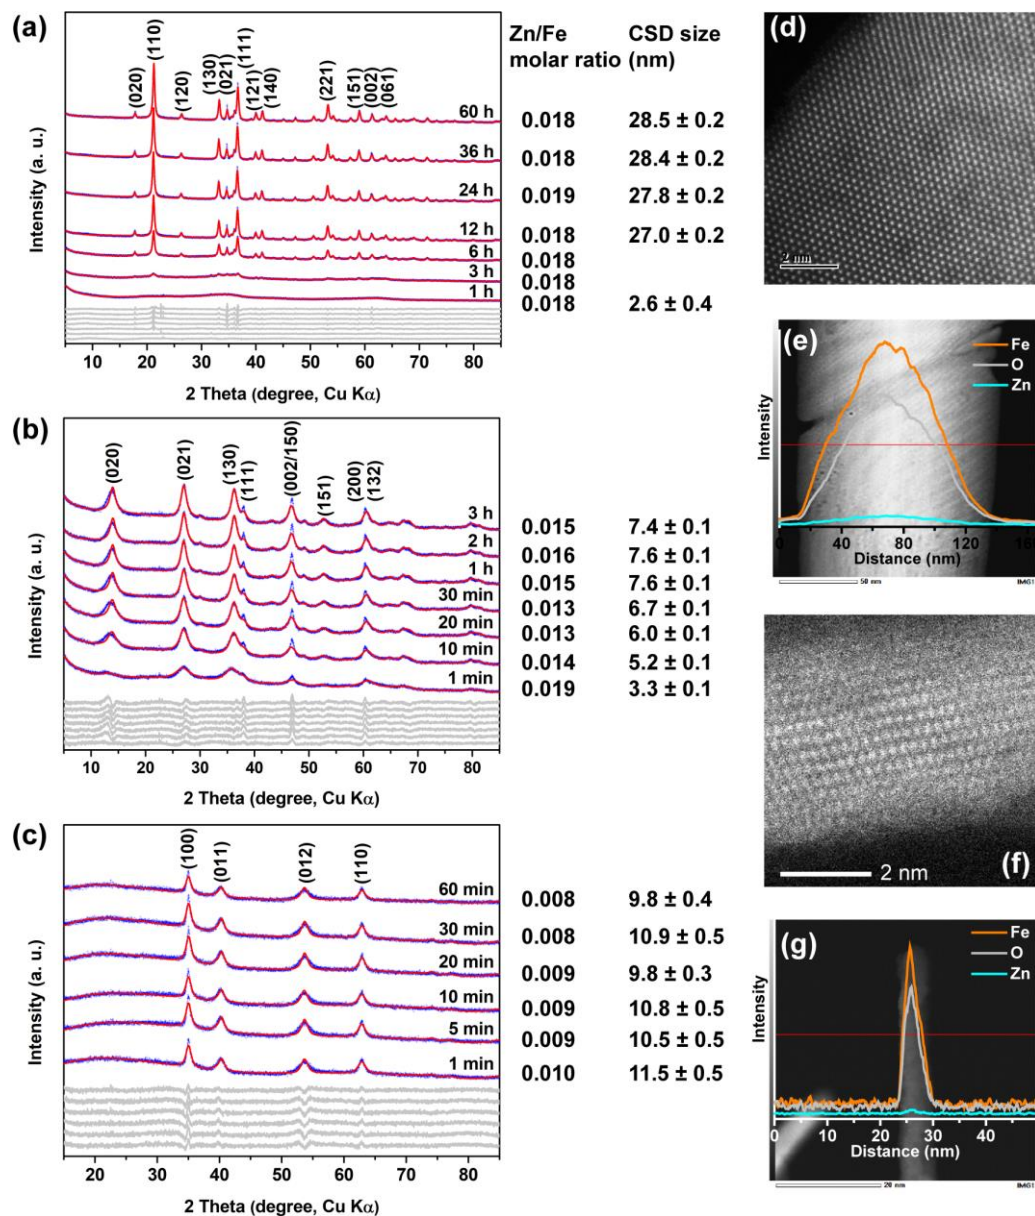 (a)
(020)
(110)
(120)
(130)
(021)
(111)
(121)
(140)
(221)
(151)
(002)
(061)
Zn/Fe
molar ratio
CSD size
(nm)
60 h
0.018
28.5 ± 0.2
36 h
0.018
28.4 ± 0.2
24 h
0.019
27.8 ± 0.2
12 h
0.018
27.0 ± 0.2
6 h
0.018
3 h
0.018
1 h
0.018
2.6 ± 0.4
Intensity (a. u.)
10 20 30 40 50 60 70 80
2 Theta (degree, Cu Kα)
(b)
(020)
(021)
(130)
(111)
(002/150)
(151)
(200)
(132)
3 h
0.015
7.4 ± 0.1
2 h
0.016
7.6 ± 0.1
1 h
0.015
7.6 ± 0.1
30 min
0.013
6.7 ± 0.1
20 min
0.013
6.0 ± 0.1
10 min
0.014
5.2 ± 0.1
1 min
0.019
3.3 ± 0.1
Intensity (a. u.)
10 20 30 40 50 60 70 80
2 Theta (degree, Cu Kα)
(c)
(100)
(011)
(012)
(110)
60 min
0.008
9.8 ± 0.4
30 min
0.008
10.9 ± 0.5
20 min
0.009
9.8 ± 0.3
10 min
0.009
10.8 ± 0.5
5 min
0.009
10.5 ± 0.5
1 min
0.010
11.5 ± 0.5
Intensity (a. u.)
20 30 40 50 60 70 80
2 Theta (degree, Cu Kα)
(d)
2 nm
(e)
Fe
O
Zn
Intensity
0 40 80 120 160
Distance (nm)
50 nm
IMG1
(f)
2 nm
(g)
Fe
O
Zn
Intensity
0 10 20 30 40
Distance (nm)
20 nm
IMG1